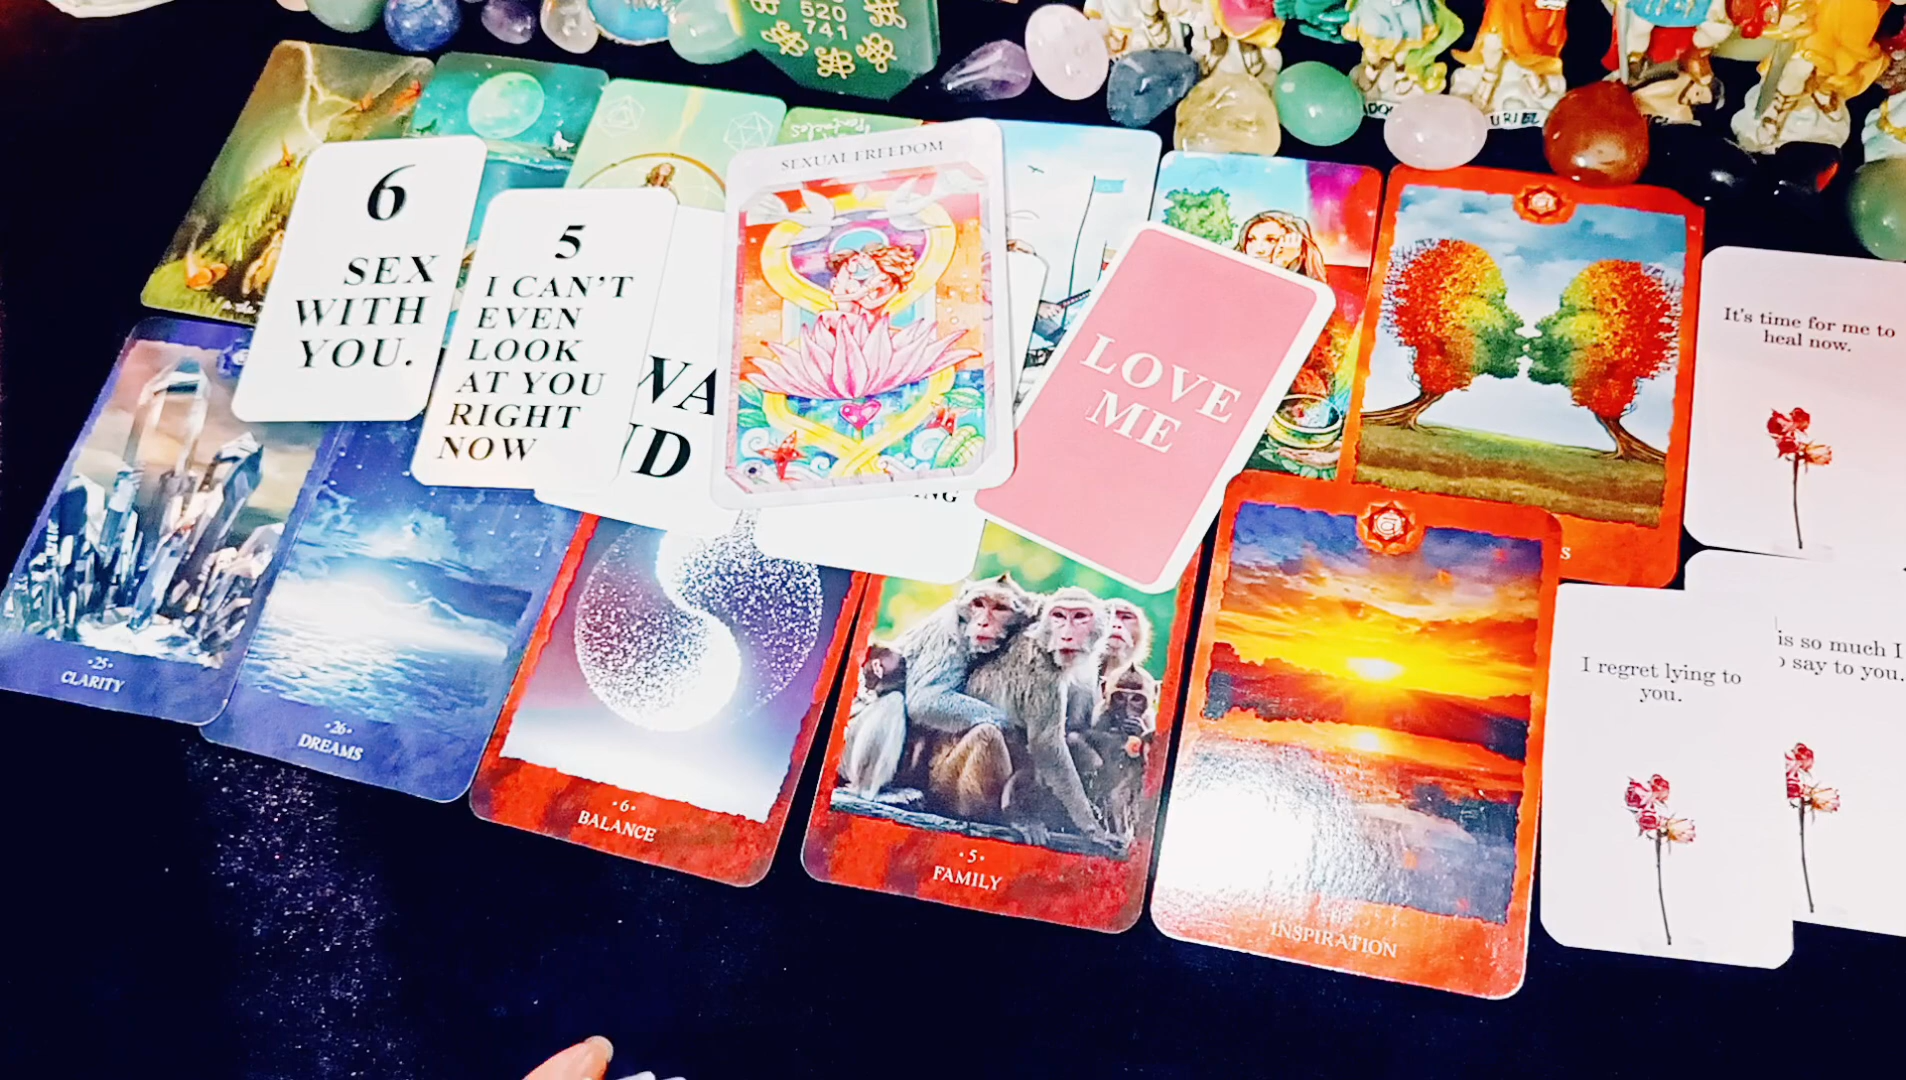 520
741
Pentacles
URIEL
SEXUAL FREEDOM
6
SEX
WITH
YOU.
5
I CAN'T
EVEN
LOOK
AT YOU
RIGHT
NOW
LOVE
ME
It's time for me to
heal now.
I regret lying to
you.
is so much I
say to you.
·25·
CLARITY
·26·
DREAMS
·6·
BALANCE
·5·
FAMILY
INSPIRATION